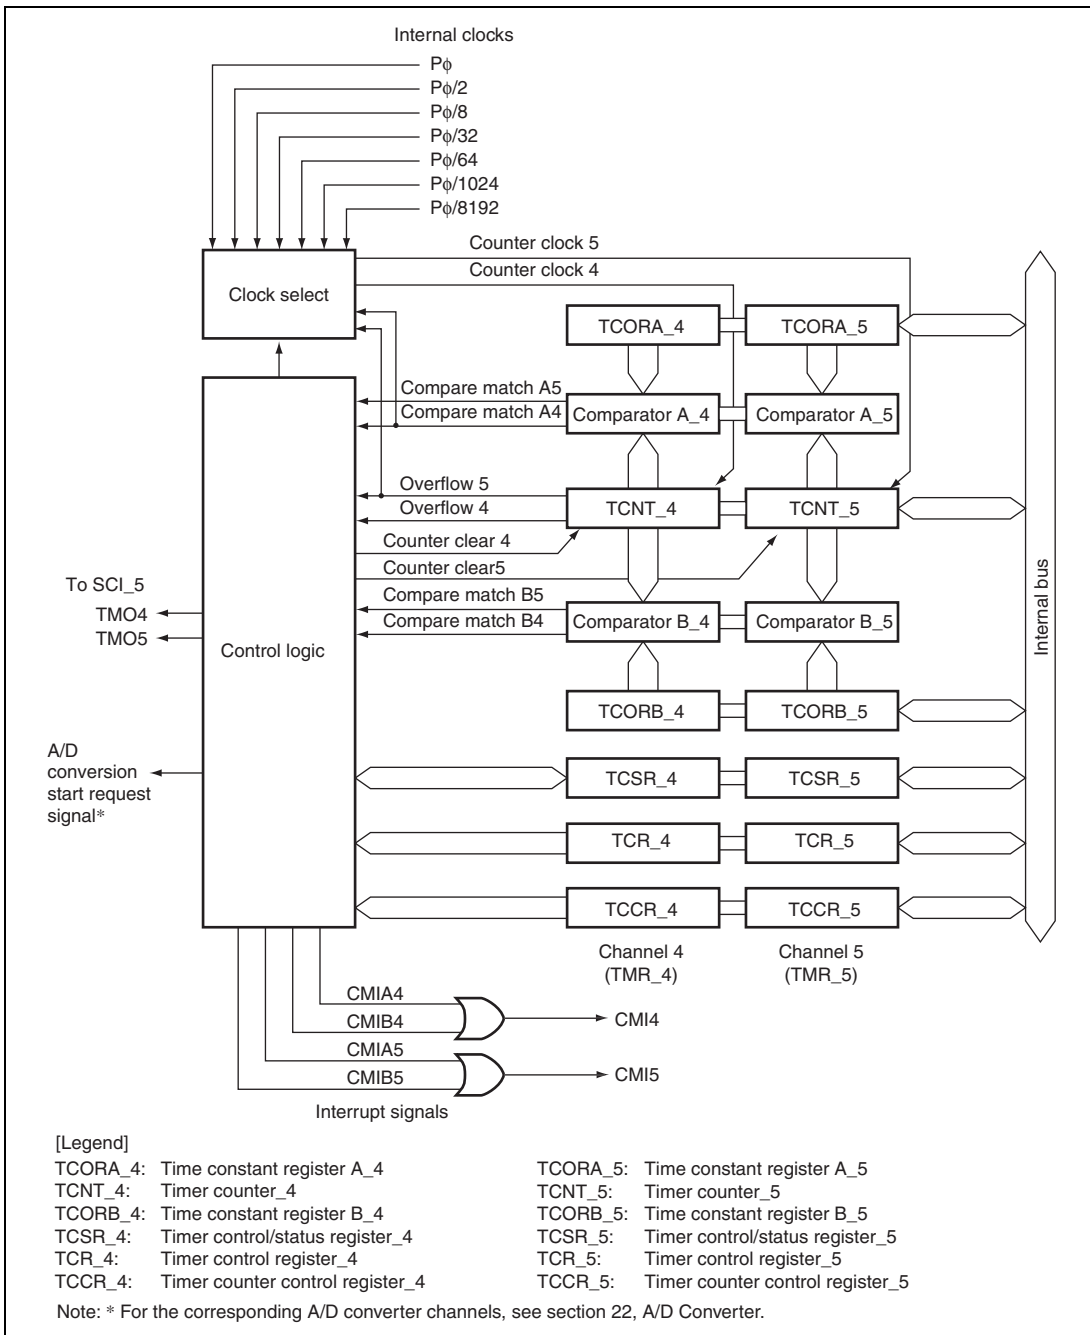 Internal clocks
Pϕ
Pϕ/2
Pϕ/8
Pϕ/32
Pϕ/64
Pϕ/1024
Pϕ/8192
Counter clock 5
Counter clock 4
Clock select
TCORA_4
TCORA_5
Compare match A5
Compare match A4
Comparator A_4
Comparator A_5
Overflow 5
Overflow 4
TCNT_4
TCNT_5
Counter clear 4
Counter clear5
To SCI_5
TMO4
TMO5
Compare match B5
Compare match B4
Comparator B_4
Comparator B_5
Control logic
Internal bus
TCORB_4
TCORB_5
A/D
conversion
start request
signal*
TCSR_4
TCSR_5
TCR_4
TCR_5
TCCR_4
TCCR_5
Channel 4
(TMR_4)
Channel 5
(TMR_5)
CMIA4
CMIB4
CMI4
CMIA5
CMIB5
CMI5
Interrupt signals
[Legend]
TCORA_4: Time constant register A_4
TCNT_4: Timer counter_4
TCORB_4: Time constant register B_4
TCSR_4: Timer control/status register_4
TCR_4: Timer control register_4
TCCR_4: Timer counter control register_4
TCORA_5: Time constant register A_5
TCNT_5: Timer counter_5
TCORB_5: Time constant register B_5
TCSR_5: Timer control/status register_5
TCR_5: Timer control register_5
TCCR_5: Timer counter control register_5
Note: * For the corresponding A/D converter channels, see section 22, A/D Converter.